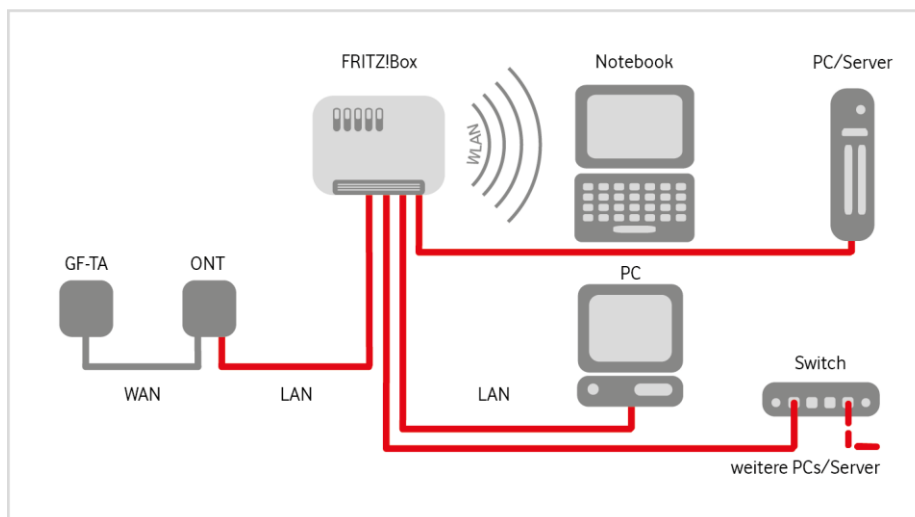 FRITZ!Box
Notebook
PC/Server
WLAN
GF-TA
ONT
PC
WAN
LAN
LAN
Switch
weitere PCs/Server